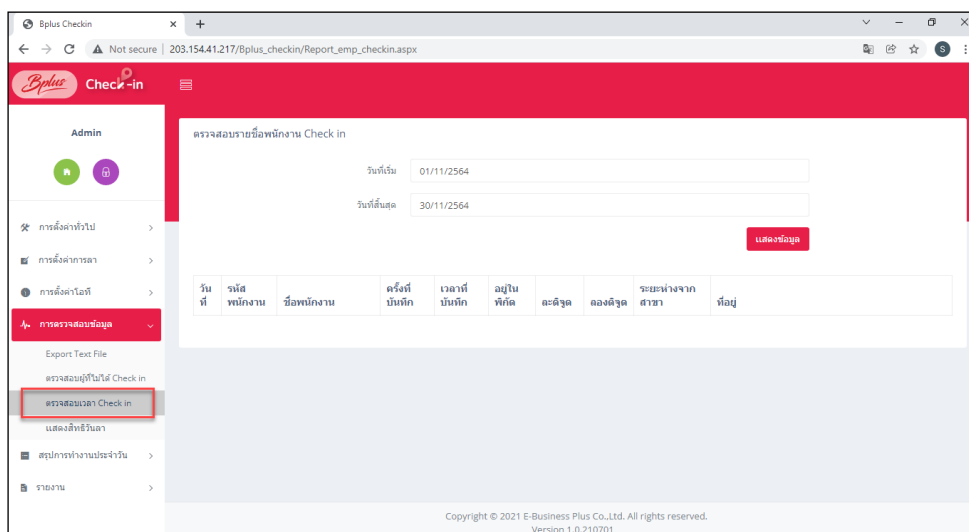 Bplus Checkin
Not secure
203.154.41.217/Bplus_checkin/Report_emp_checkin.aspx
S
Bplus Check-in
Admin
การตั้งค่าทั่วไป
การตั้งค่าการลา
การตั้งค่าโอที
การตรวจสอบข้อมูล
Export Text File
ตรวจสอบผู้ที่ไม่ได้ Check in
ตรวจสอบเวลา Check in
แสดงสิทธิวันลา
สรุปการทำงานประจำวัน
รายงาน
ตรวจสอบรายชื่อพนักงาน Check in
วันที่เริ่ม 01/11/2564
วันที่สิ้นสุด 30/11/2564
แสดงข้อมูล
วันที่ รหัสพนักงาน ชื่อพนักงาน ครั้งที่บันทึก เวลาที่บันทึก อยู่ในพิกัด ละติจูด ลองติจูด ระยะห่างจากสาขา ที่อยู่
Copyright © 2021 E-Business Plus Co.,Ltd. All rights reserved.
Version 1.0.210701